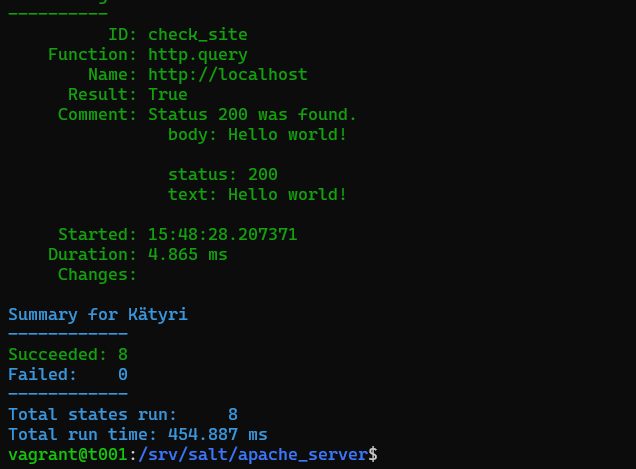 ----------
ID: check_site
Function: http.query
Name: http://localhost
Result: True
Comment: Status 200 was found.
body: Hello world!
status: 200
text: Hello world!
Started: 15:48:28.207371
Duration: 4.865 ms
Changes:
Summary for Kätyri
------------
Succeeded: 8
Failed: 0
------------
Total states run: 8
Total run time: 454.887 ms
vagrant@t001:/srv/salt/apache_server$